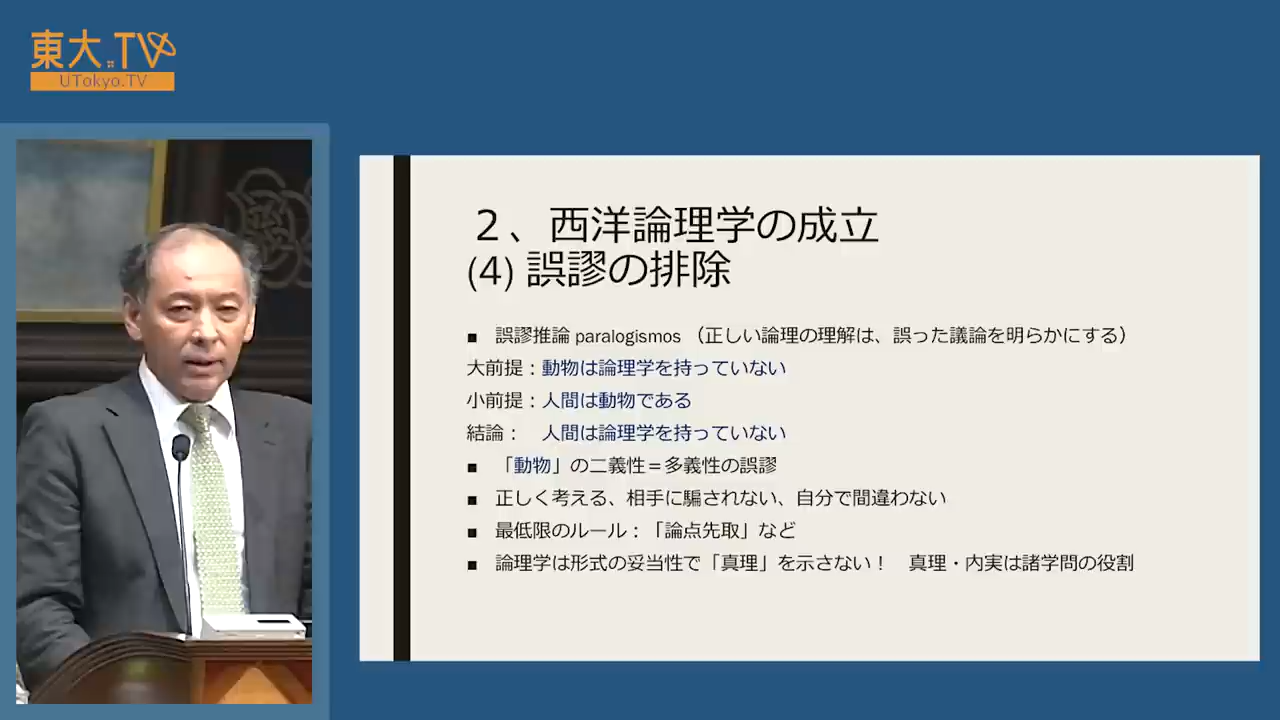 東大.TV
UTokyo.TV
２、西洋論理学の成立
(4) 誤謬の排除
■ 誤謬推論 paralogismos （正しい論理の理解は、誤った議論を明らかにする）
大前提：動物は論理学を持っていない
小前提：人間は動物である
結論： 人間は論理学を持っていない
■ 「動物」の二義性＝多義性の誤謬
■ 正しく考える、相手に騙されない、自分で間違わない
■ 最低限のルール：「論点先取」など
■ 論理学は形式の妥当性で「真理」を示さない！ 真理・内実は諸学問の役割